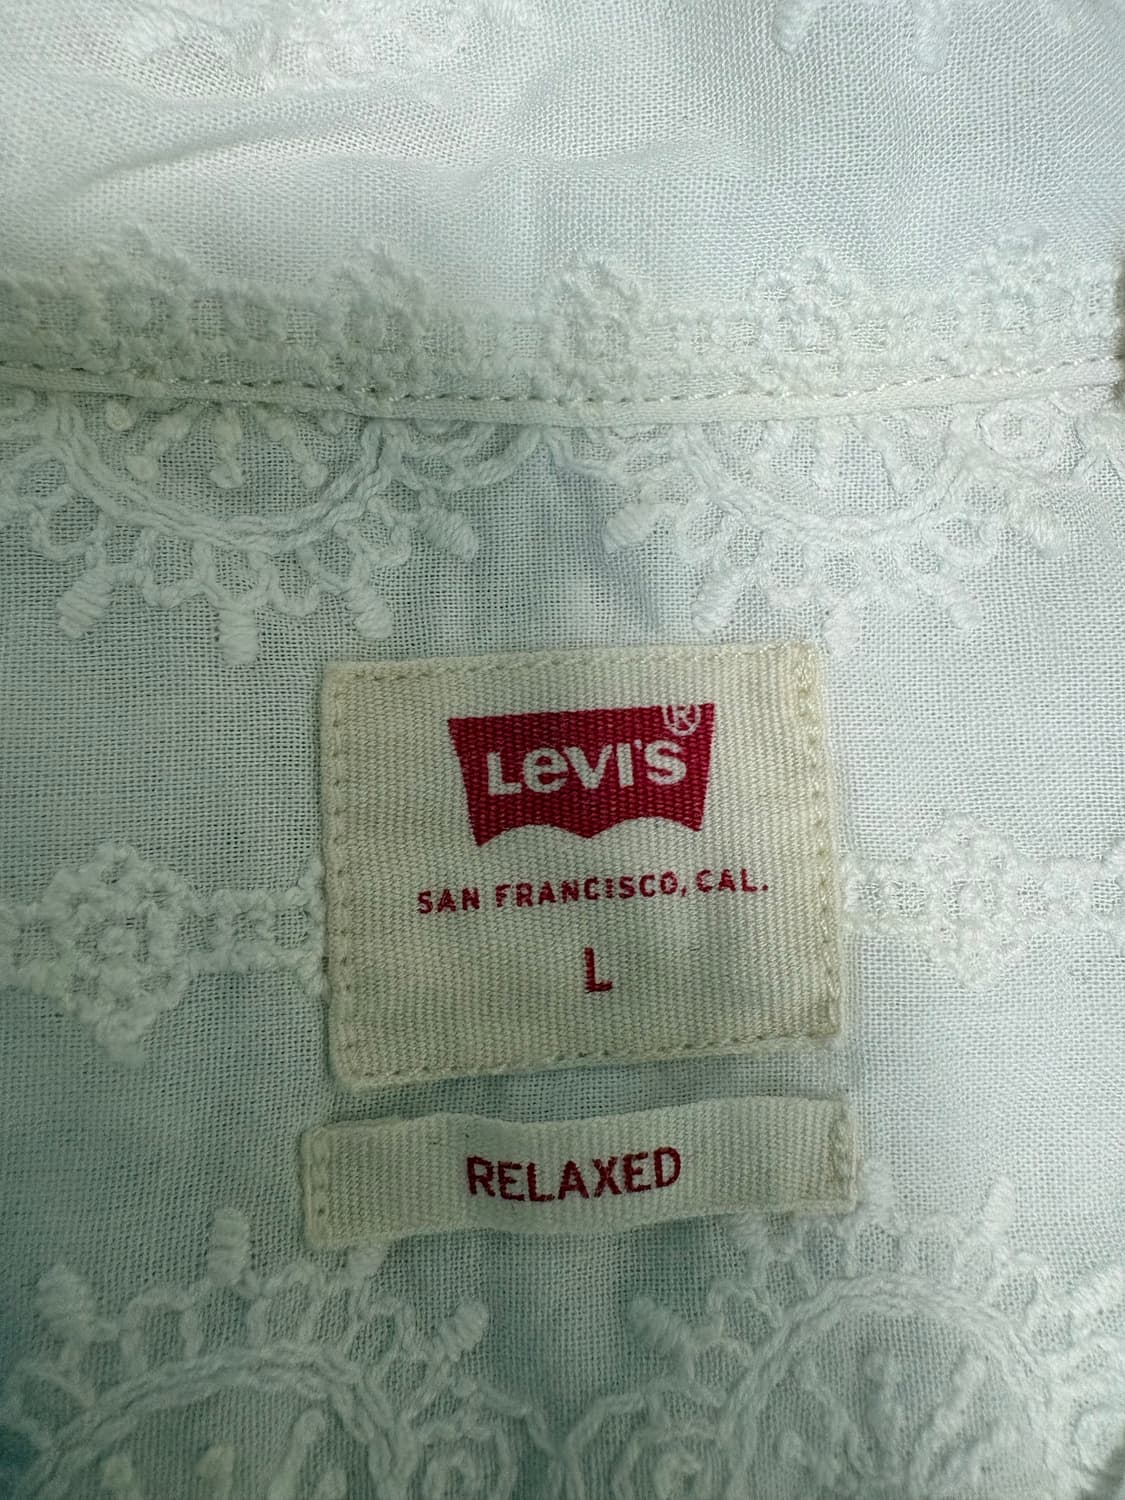 LEVI'S®
SAN FRANCISCO, CAL.
L
RELAXED